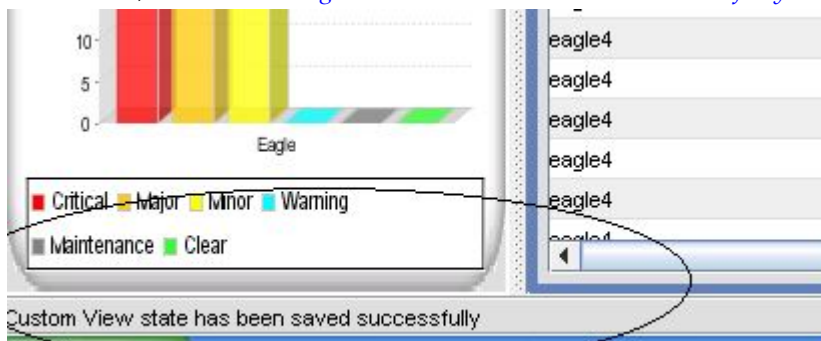 10
5
0
Eagle
Critical Major Minor Warning
Maintenance Clear
eagle4
eagle4
eagle4
eagle4
eagle4
eagle4
Custom View state has been saved successfully